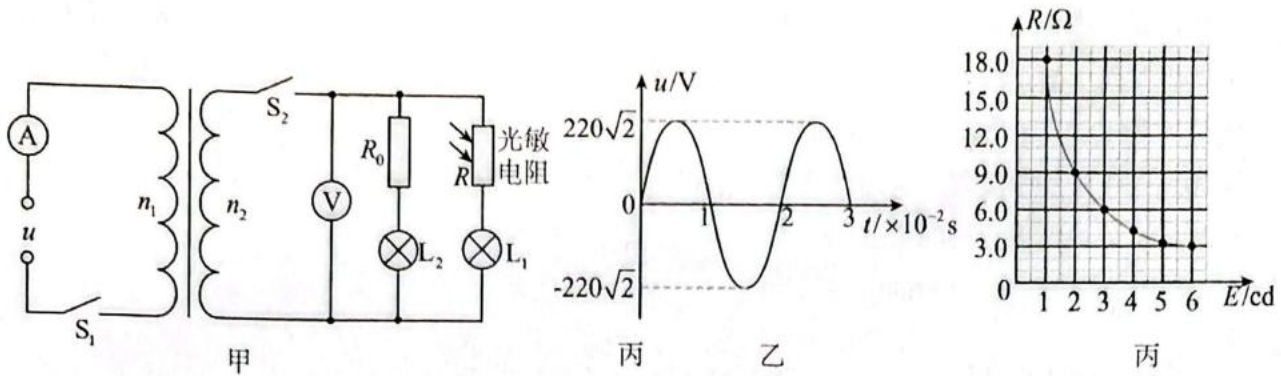 A
u
S₁
n₁
n₂
S₂
V
R₀
L₂
光敏
电阻
R
L₁
甲
u/V
220√2
0
-220√2
1
2
3
t/×10⁻² s
丙
乙
R/Ω
18.0
15.0
12.0
9.0
6.0
3.0
0
1 2 3 4 5 6
E/cd
丙